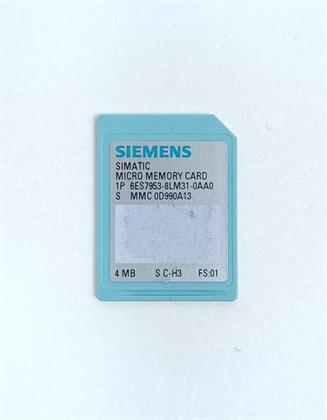 SIEMENS
SIMATIC
MICRO MEMORY CARD
1P 6ES7953-8LM31-0AA0
S MMC 0D990A13
4 MB S C-H3 FS:01